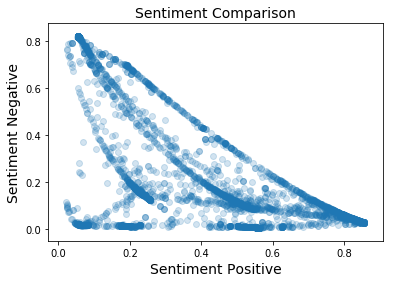 Sentiment Comparison
0.8
0.6
0.4
0.2
0.0
Sentiment Negative
0.0 0.2 0.4 0.6 0.8
Sentiment Positive